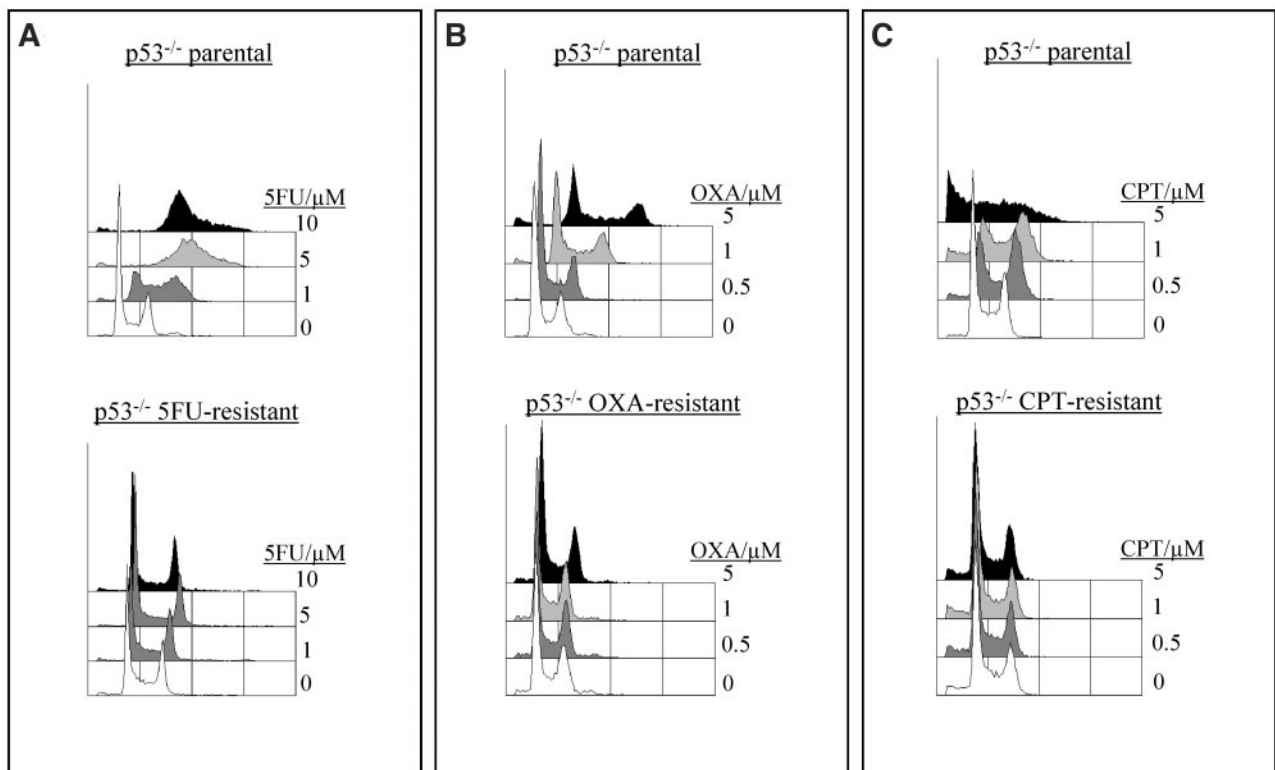 A
p53-/- parental
5FU/µM
10
5
1
0
p53-/- 5FU-resistant
5FU/µM
10
5
1
0
B
p53-/- parental
OXA/µM
5
1
0.5
0
p53-/- OXA-resistant
OXA/µM
5
1
0.5
0
C
p53-/- parental
CPT/µM
5
1
0.5
0
p53-/- CPT-resistant
CPT/µM
5
1
0.5
0